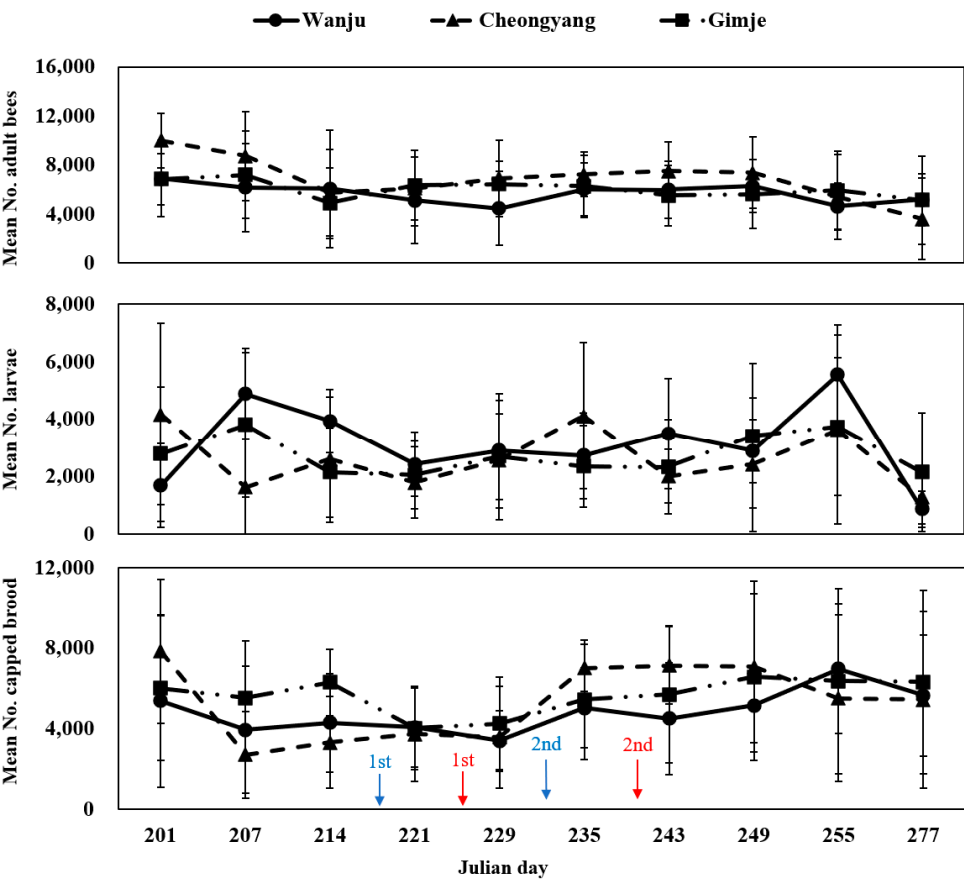 Wanju Cheongyang Gimje
Mean No. adult bees
16,000
12,000
8,000
4,000
0
Mean No. larvae
8,000
6,000
4,000
2,000
0
Mean No. capped brood
12,000
8,000
4,000
0
1st 1st 2nd 2nd
201 207 214 221 229 235 243 249 255 277
Julian day